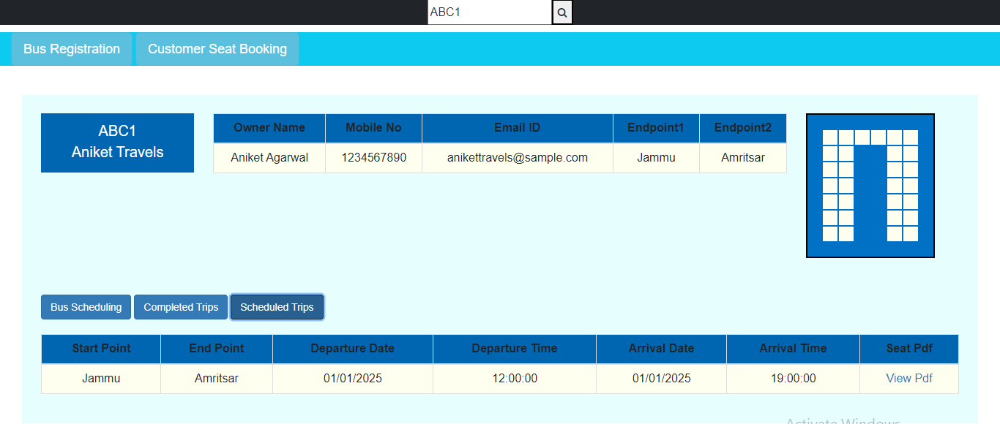 ABC1
Bus Registration Customer Seat Booking
ABC1
Aniket Travels
Owner Name Mobile No Email ID Endpoint1 Endpoint2
Aniket Agarwal 1234567890 anikettravels@sample.com Jammu Amritsar
Bus Scheduling Completed Trips Scheduled Trips
Start Point End Point Departure Date Departure Time Arrival Date Arrival Time Seat Pdf
Jammu Amritsar 01/01/2025 12:00:00 01/01/2025 19:00:00 View Pdf
Activate Windows